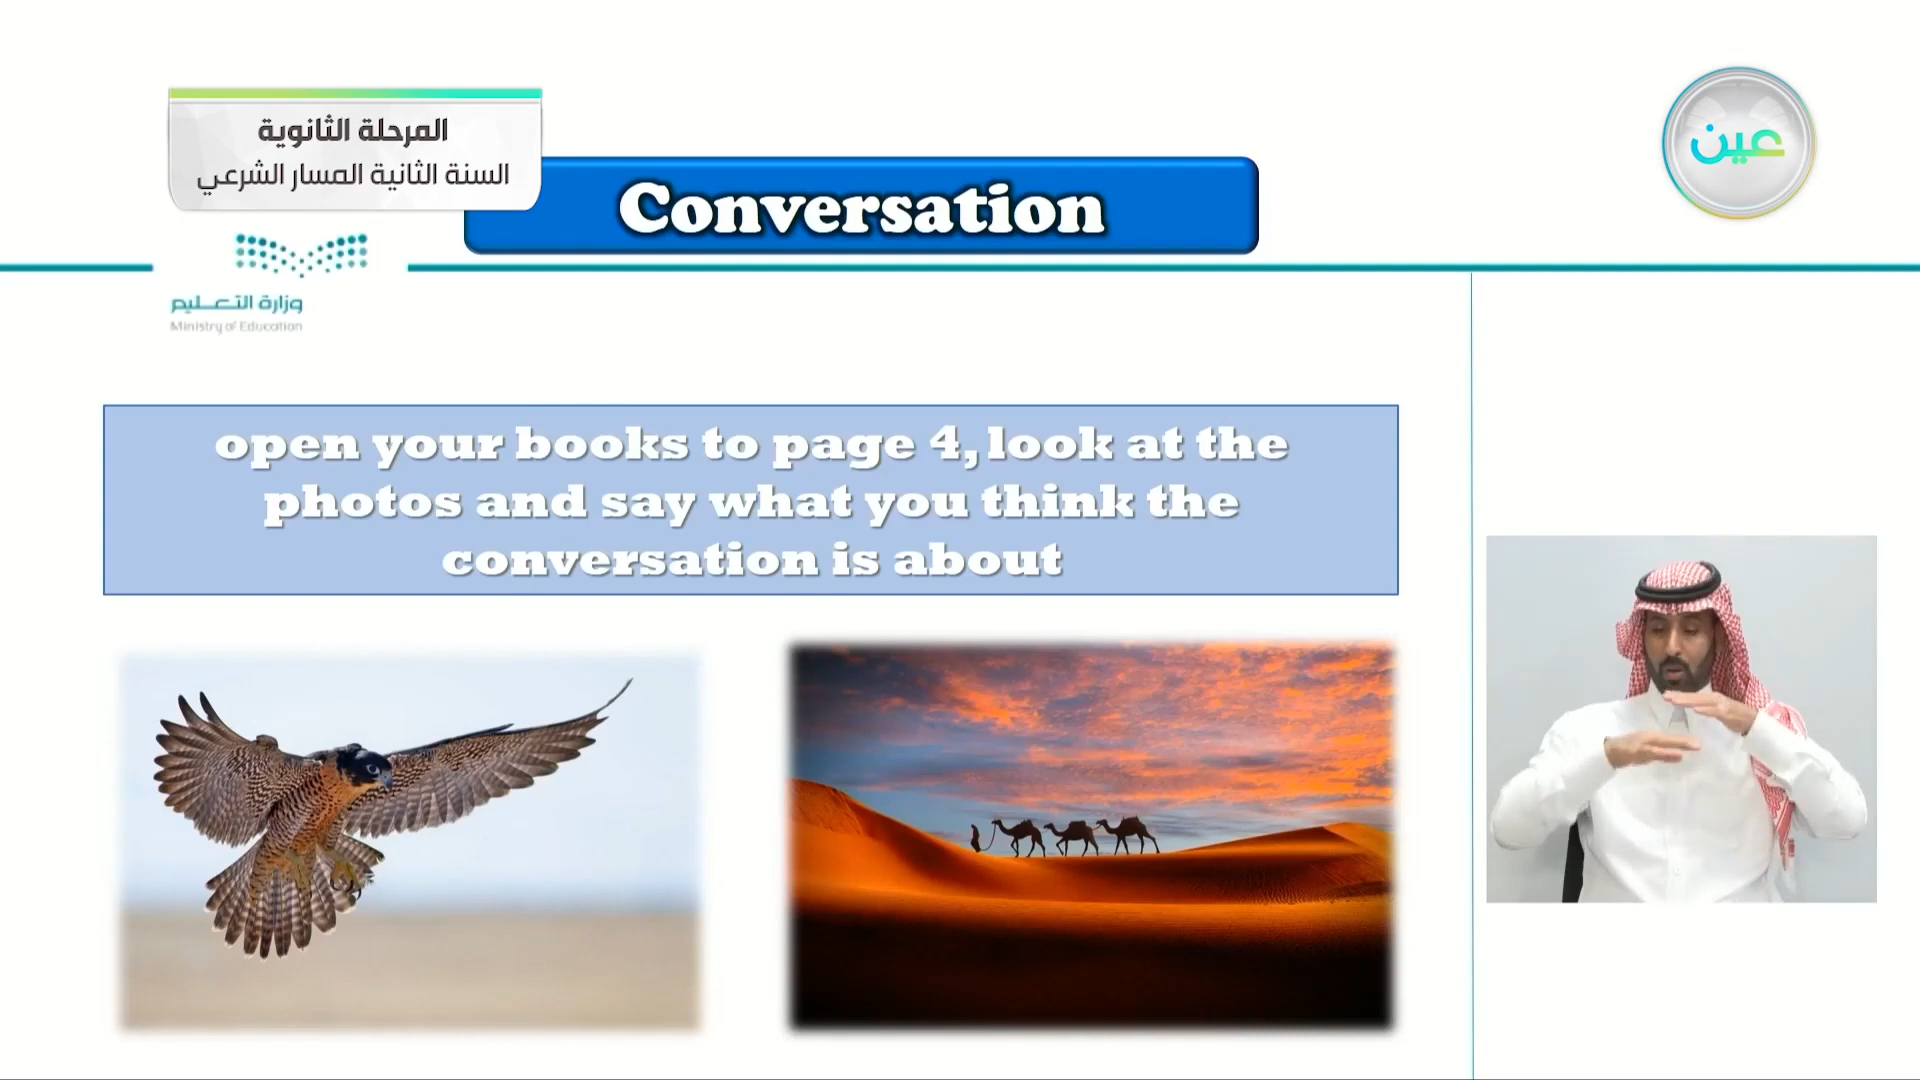 المرحلة الثانوية
السنة الثانية المسار الشرعي
عين
Conversation
وزارة التعليم
Ministry of Education
open your books to page 4, look at the
photos and say what you think the
conversation is about